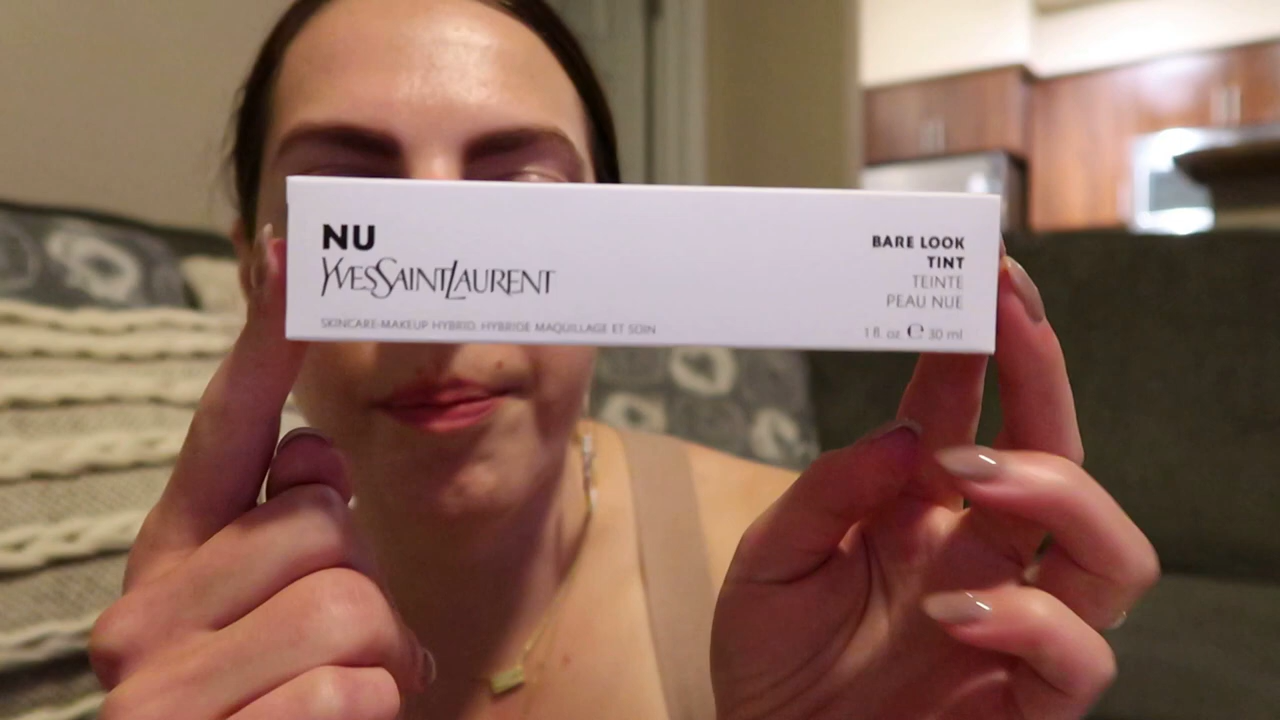 NU
YVESSAINTLAURENT
SKINCARE-MAKEUP HYBRID. HYBRIDE MAQUILLAGE ET SOIN
BARE LOOK
TINT
TEINTE
PEAU NUE
1 fl. oz. ℮ 30 ml